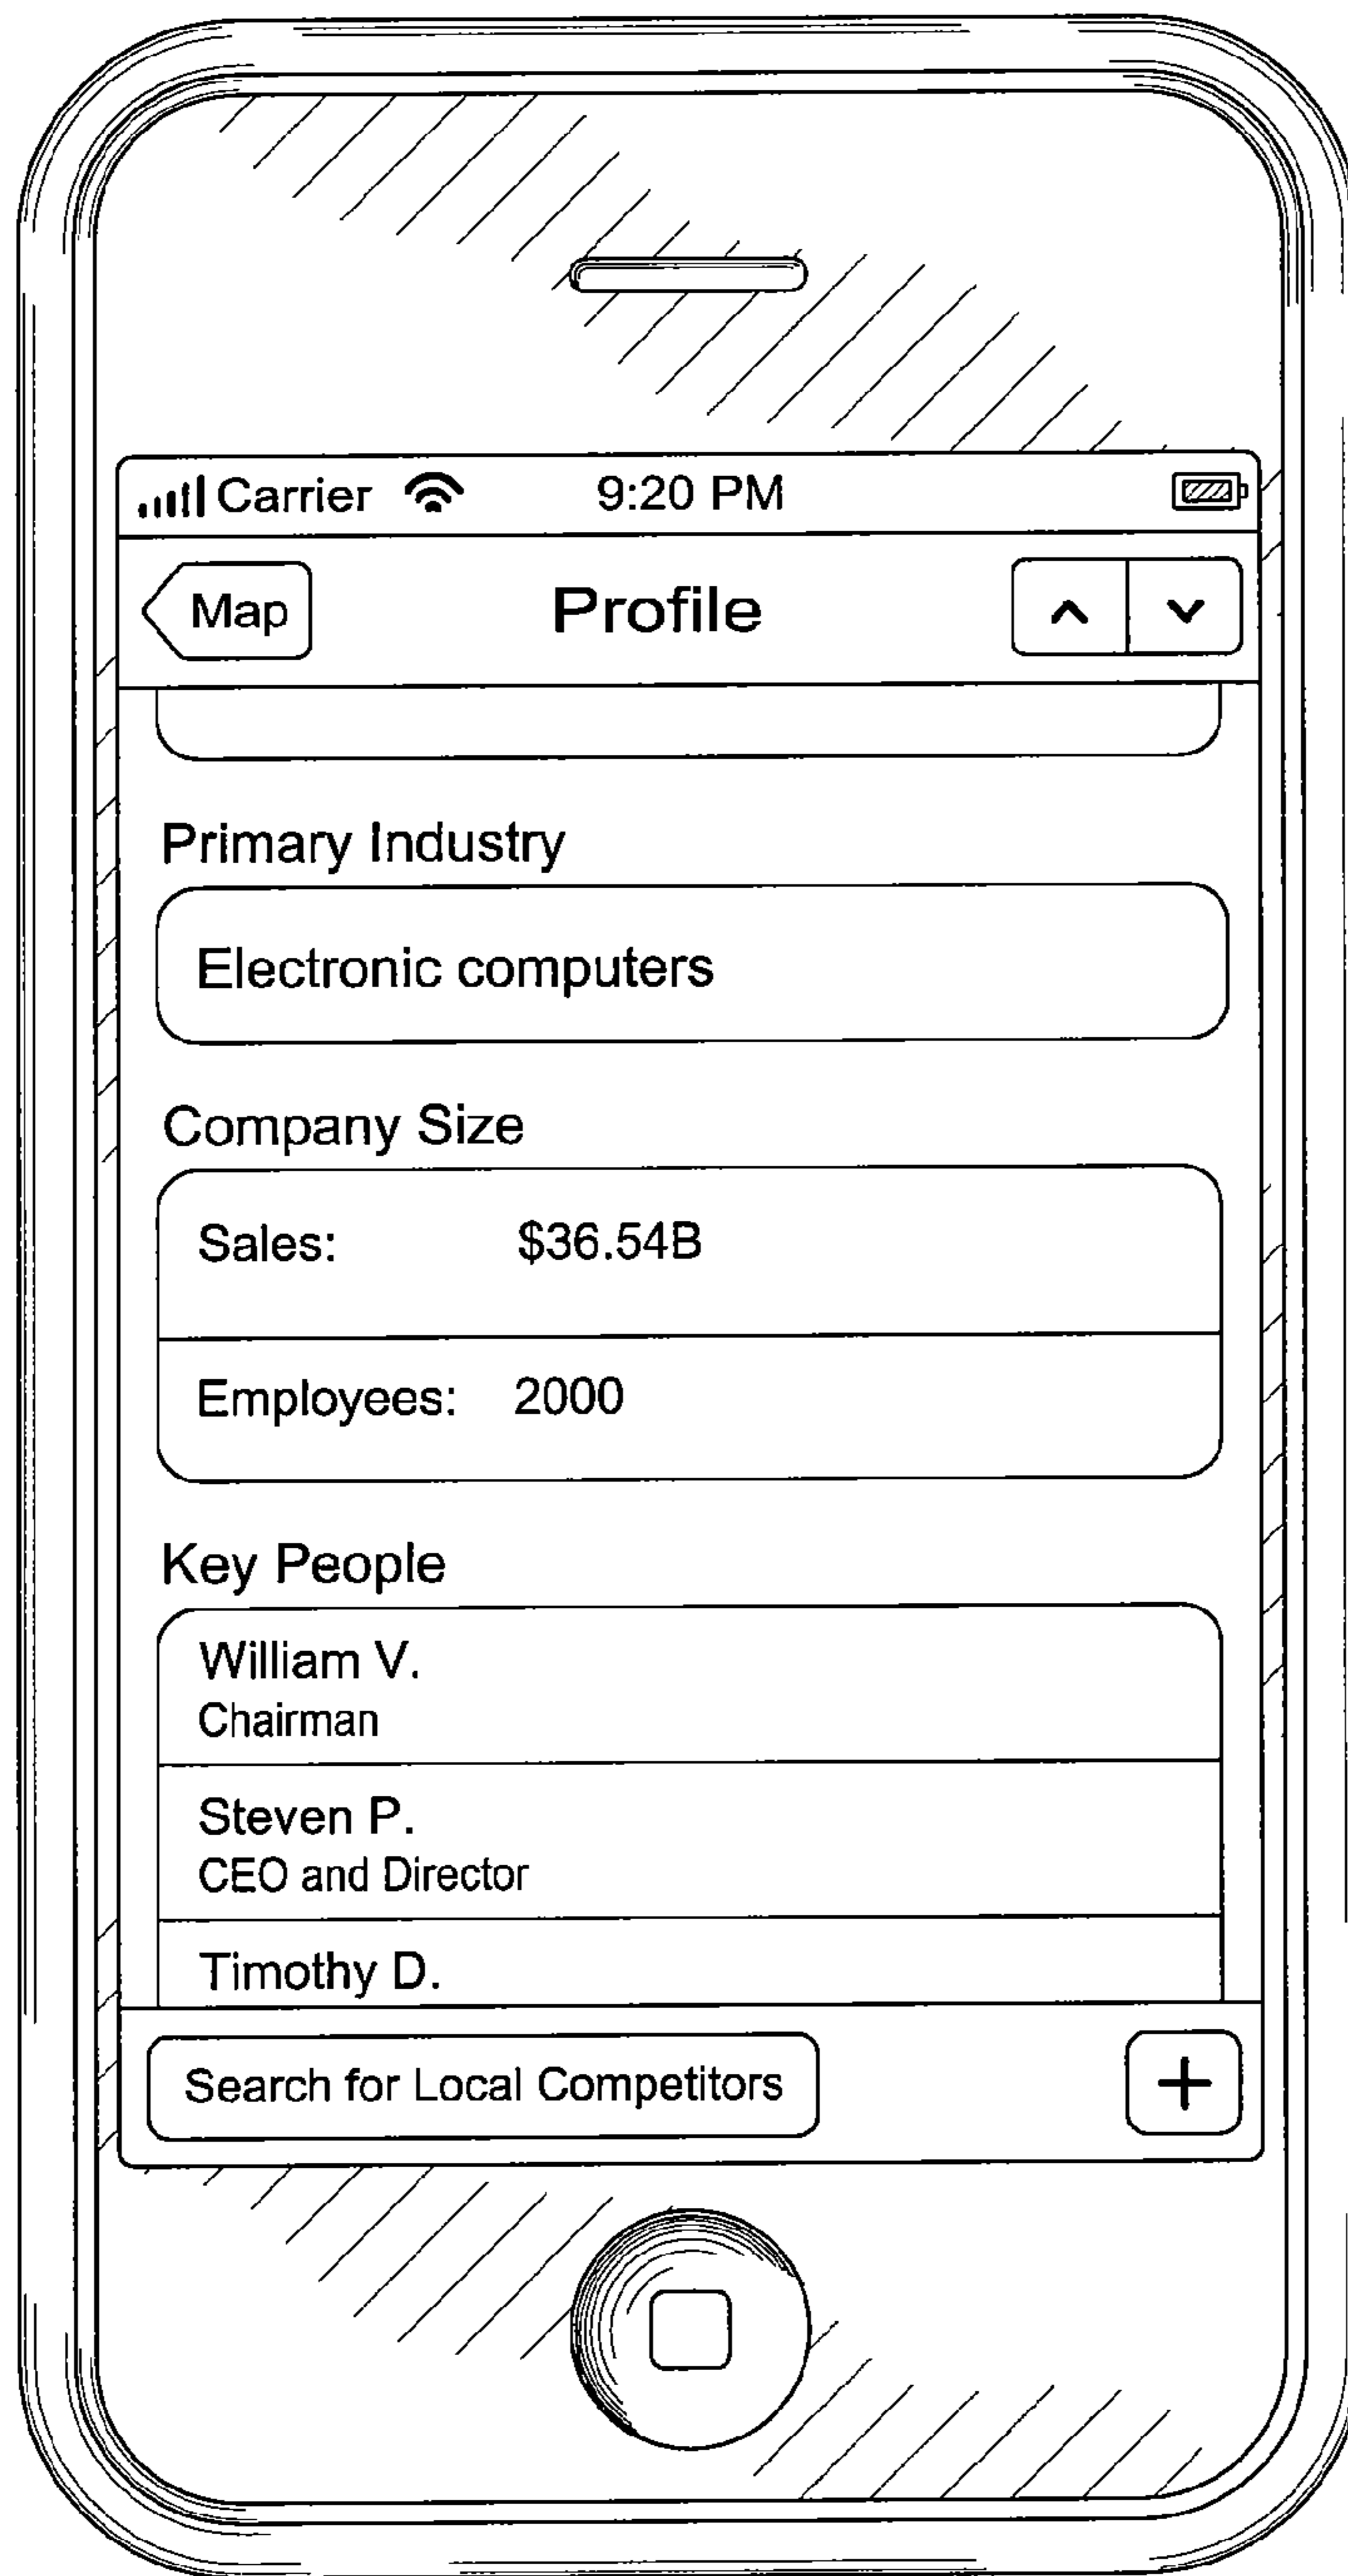 Carrier 9:20 PM
Map Profile
Primary Industry
Electronic computers
Company Size
Sales: $36.54B
Employees: 2000
Key People
William V.
Chairman
Steven P.
CEO and Director
Timothy D.
Search for Local Competitors +